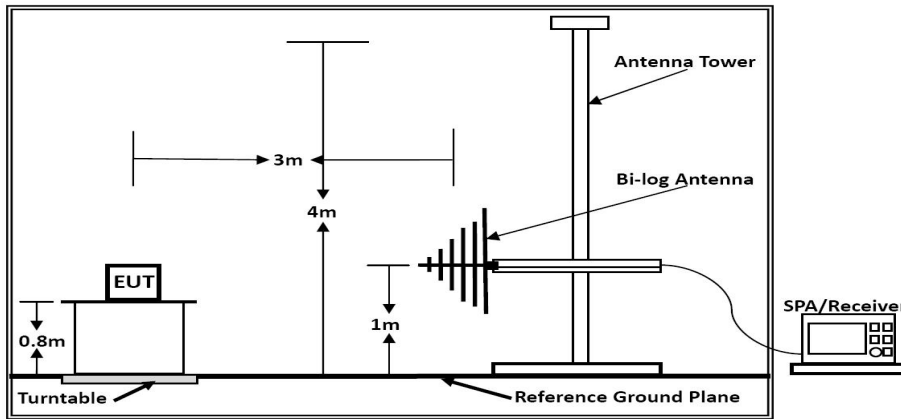 Antenna Tower
3m
Bi-log Antenna
4m
EUT
SPA/Receiver
1m
0.8m
Turntable
Reference Ground Plane